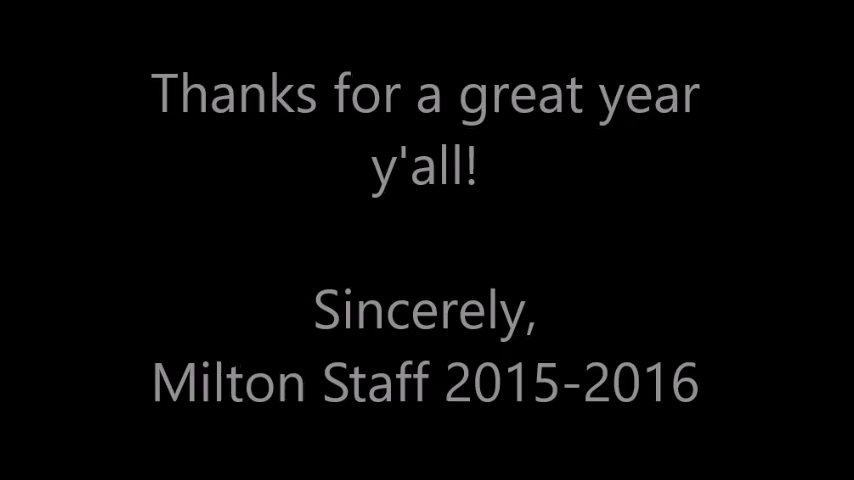 Thanks for a great year
y'all!
Sincerely,
Milton Staff 2015-2016